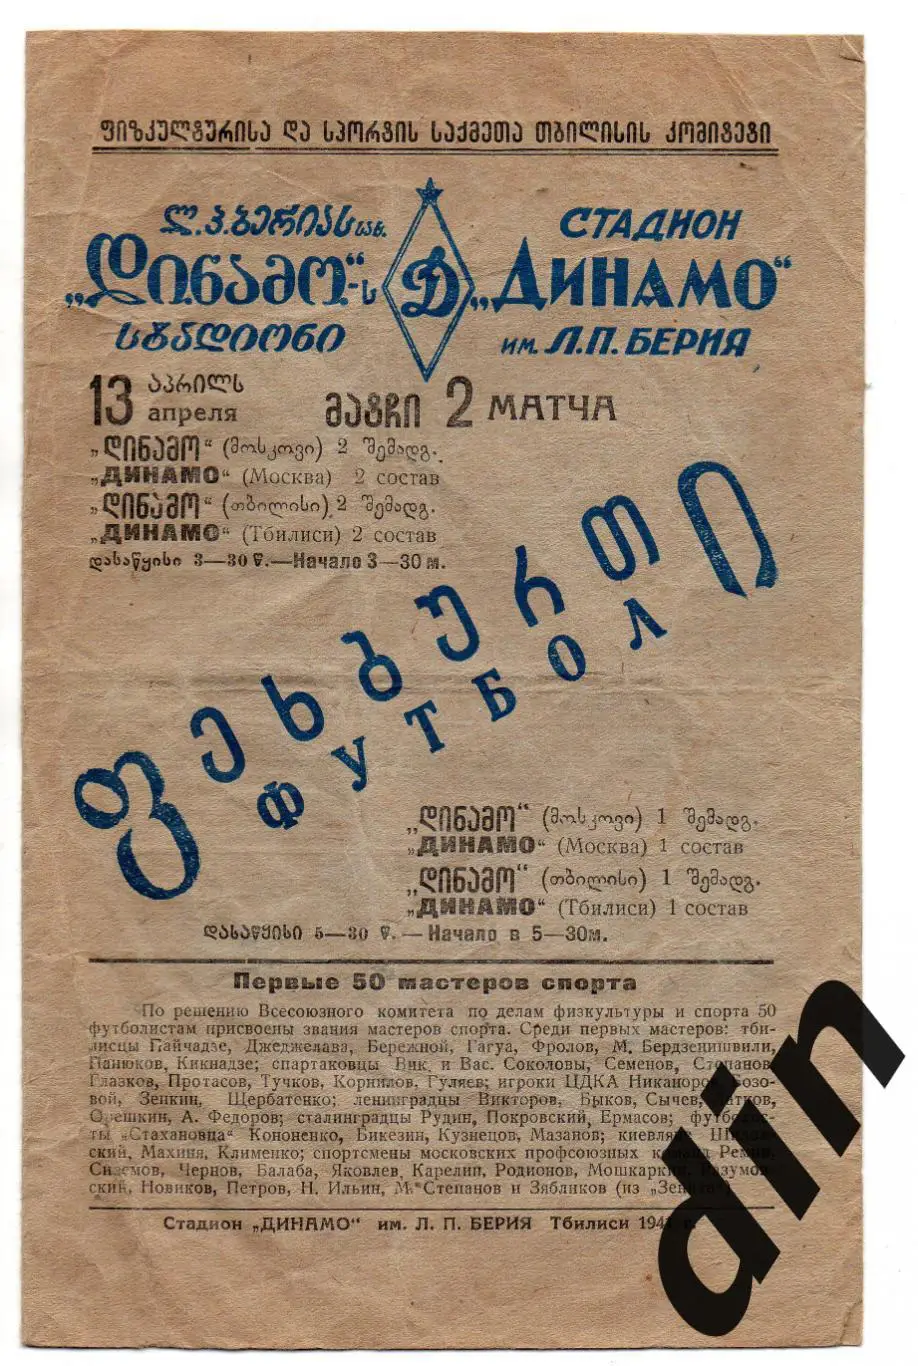 ფიზკულტურისა და სპორტის საქმეთა თბილისის კომიტეტი
ლ.პ.ბერიას სახ.
„დინამო“-ს
სტადიონი
Д
СТАДИОН
„ДИНАМО“
им. Л.П. БЕРИЯ
13 აპრილს
апреля
მატჩი 2 МАТЧА
„დინამო“ (მოსკოვი) 2 შემადგ.
„ДИНАМО“ (Москва) 2 состав
„დინამო“ (თბილისი) 2 შემადგ.
„ДИНАМО“ (Тбилиси) 2 состав
დასაწყისი 3—30 წ.—Начало 3—30 м.
ფეხბურთი
ФУТБОЛ
„დინამო“ (მოსკოვი) 1 შემადგ.
„ДИНАМО“ (Москва) 1 состав
„დინამო“ (თბილისი) 1 შემადგ.
„ДИНАМО“ (Тбилиси) 1 состав
დასაწყისი 5—30 წ. — Начало в 5—30м.
Первые 50 мастеров спорта
По решению Всесоюзного комитета по делам физкультуры и спорта 50
футболистам присвоены звания мастеров спорта. Среди первых мастеров: тби-
лисцы Пайчадзе, Джеджелава, Бережной, Гагуа, Фролов, М. Бердзенишвили,
Панюков, Кикнадзе; спартаковцы Вик. и Вас. Соколовы, Семенов, Степанов
Глазков, Протасов, Тучков, Корнилов, Гуляев; игроки ЦДКА Никаноров
вой, Зенкин, Щербатенко; ленинградцы Викторов, Быков, Сычев,
Орешкин, А. Федоров; сталинградцы Рудин, Покровский Ермасов;
ты „Стахановца“ Кононенко, Бикезин, Кузнецов, Мазанов; киевляне
ский, Махиня, Клименко; спортсмены московских профсоюзных
Чернов, Балаба, Яковлев, Карелин, Родионов, Мошкаркин,
ский, Новиков, Петров, Н. Ильин, М. Степанов и Зябликов (из
Стадион „ДИНАМО“ им. Л. П. БЕРИЯ Тбилиси
ain